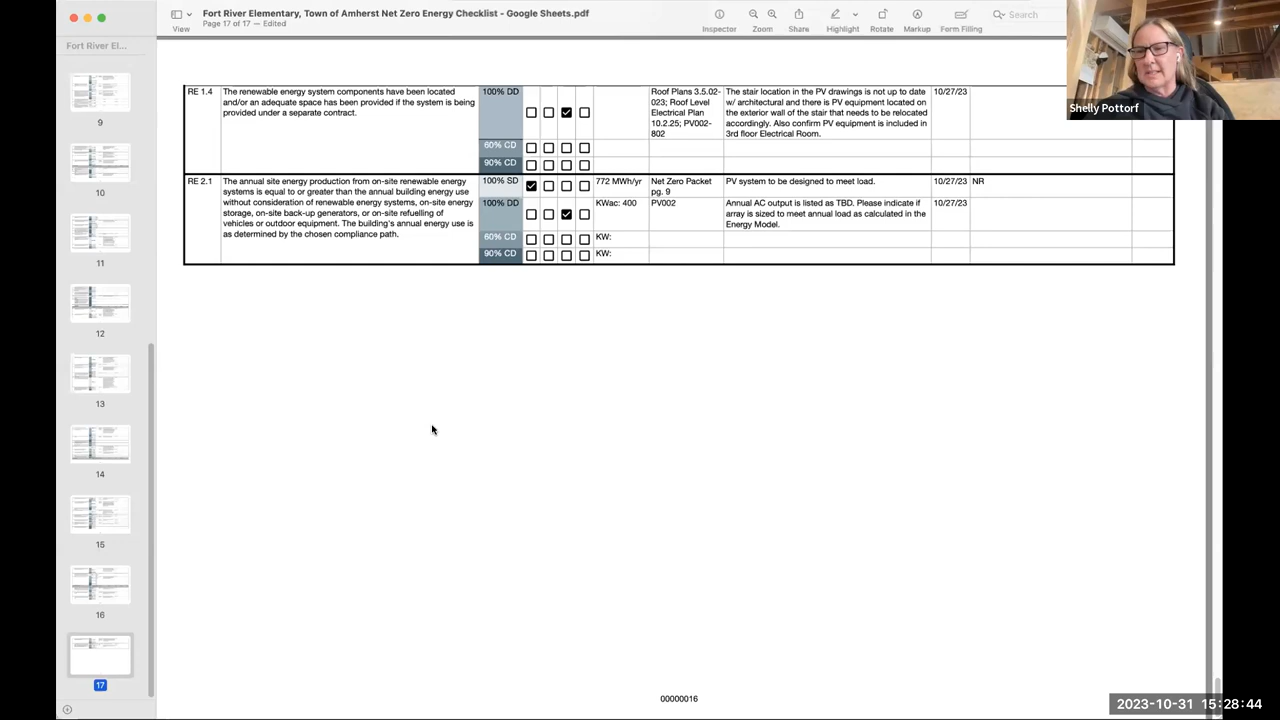 Fort River Elementary, Town of Amherst Net Zero Energy Checklist - Google Sheets.pdf
Page 17 of 17 — Edited
View
Inspector
Zoom
Share
Highlight
Rotate
Markup
Form Filling
Search
Shelly Pottorf
Fort River El...
9
10
11
12
13
14
15
16
17
RE 1.4
The renewable energy system components have been located
and/or an adequate space has been provided if the system is being
provided under a separate contract.
100% DD
Roof Plans 3.5.02-
023; Roof Level
Electrical Plan
10.2.25; PV002-
802
The stair location in the PV drawings is not up to date
w/ architectural and there is PV equipment located on
the exterior wall of the stair that needs to be relocated
accordingly. Also confirm PV equipment is included in
3rd floor Electrical Room.
10/27/23
60% CD
90% CD
RE 2.1
The annual site energy production from on-site renewable energy
systems is equal to or greater than the annual building energy use
without consideration of renewable energy systems, on-site energy
storage, on-site back-up generators, or on-site refuelling of
vehicles or outdoor equipment. The building's annual energy use is
as determined by the chosen compliance path.
100% SD
772 MWh/yr
Net Zero Packet
pg. 9
PV system to be designed to meet load.
10/27/23
NR
100% DD
KWac: 400
PV002
Annual AC output is listed as TBD. Please indicate if
array is sized to meet annual load as calculated in the
Energy Model.
10/27/23
60% CD
KW:
90% CD
KW:
00000016
2023-10-31 15:28:44